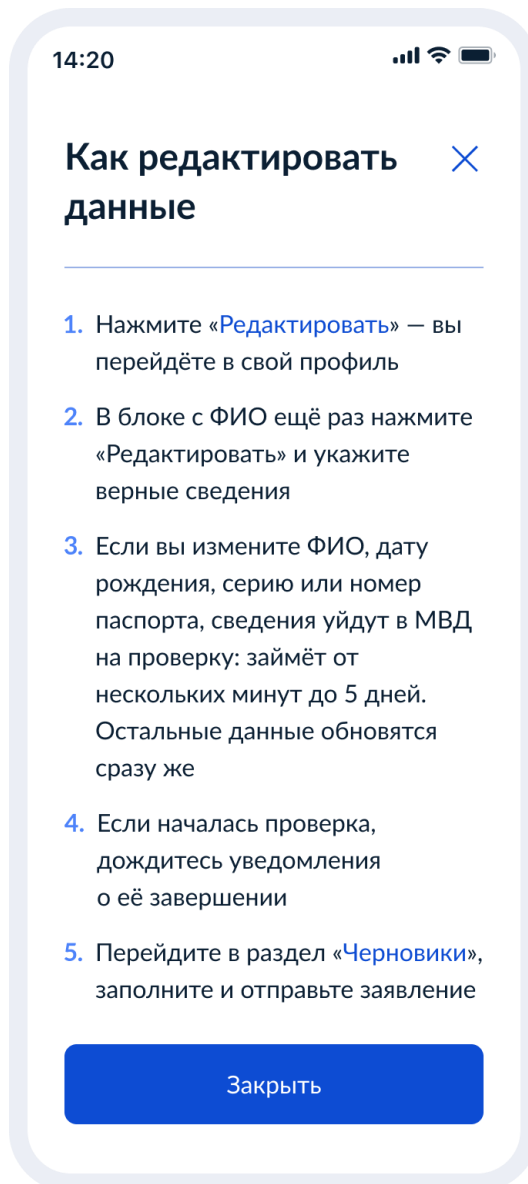 14:20
Как редактировать
данные
1. Нажмите «Редактировать» — вы
перейдёте в свой профиль
2. В блоке с ФИО ещё раз нажмите
«Редактировать» и укажите
верные сведения
3. Если вы измените ФИО, дату
рождения, серию или номер
паспорта, сведения уйдут в МВД
на проверку: займёт от
нескольких минут до 5 дней.
Остальные данные обновятся
сразу же
4. Если началась проверка,
дождитесь уведомления
о её завершении
5. Перейдите в раздел «Черновики»,
заполните и отправьте заявление
Закрыть